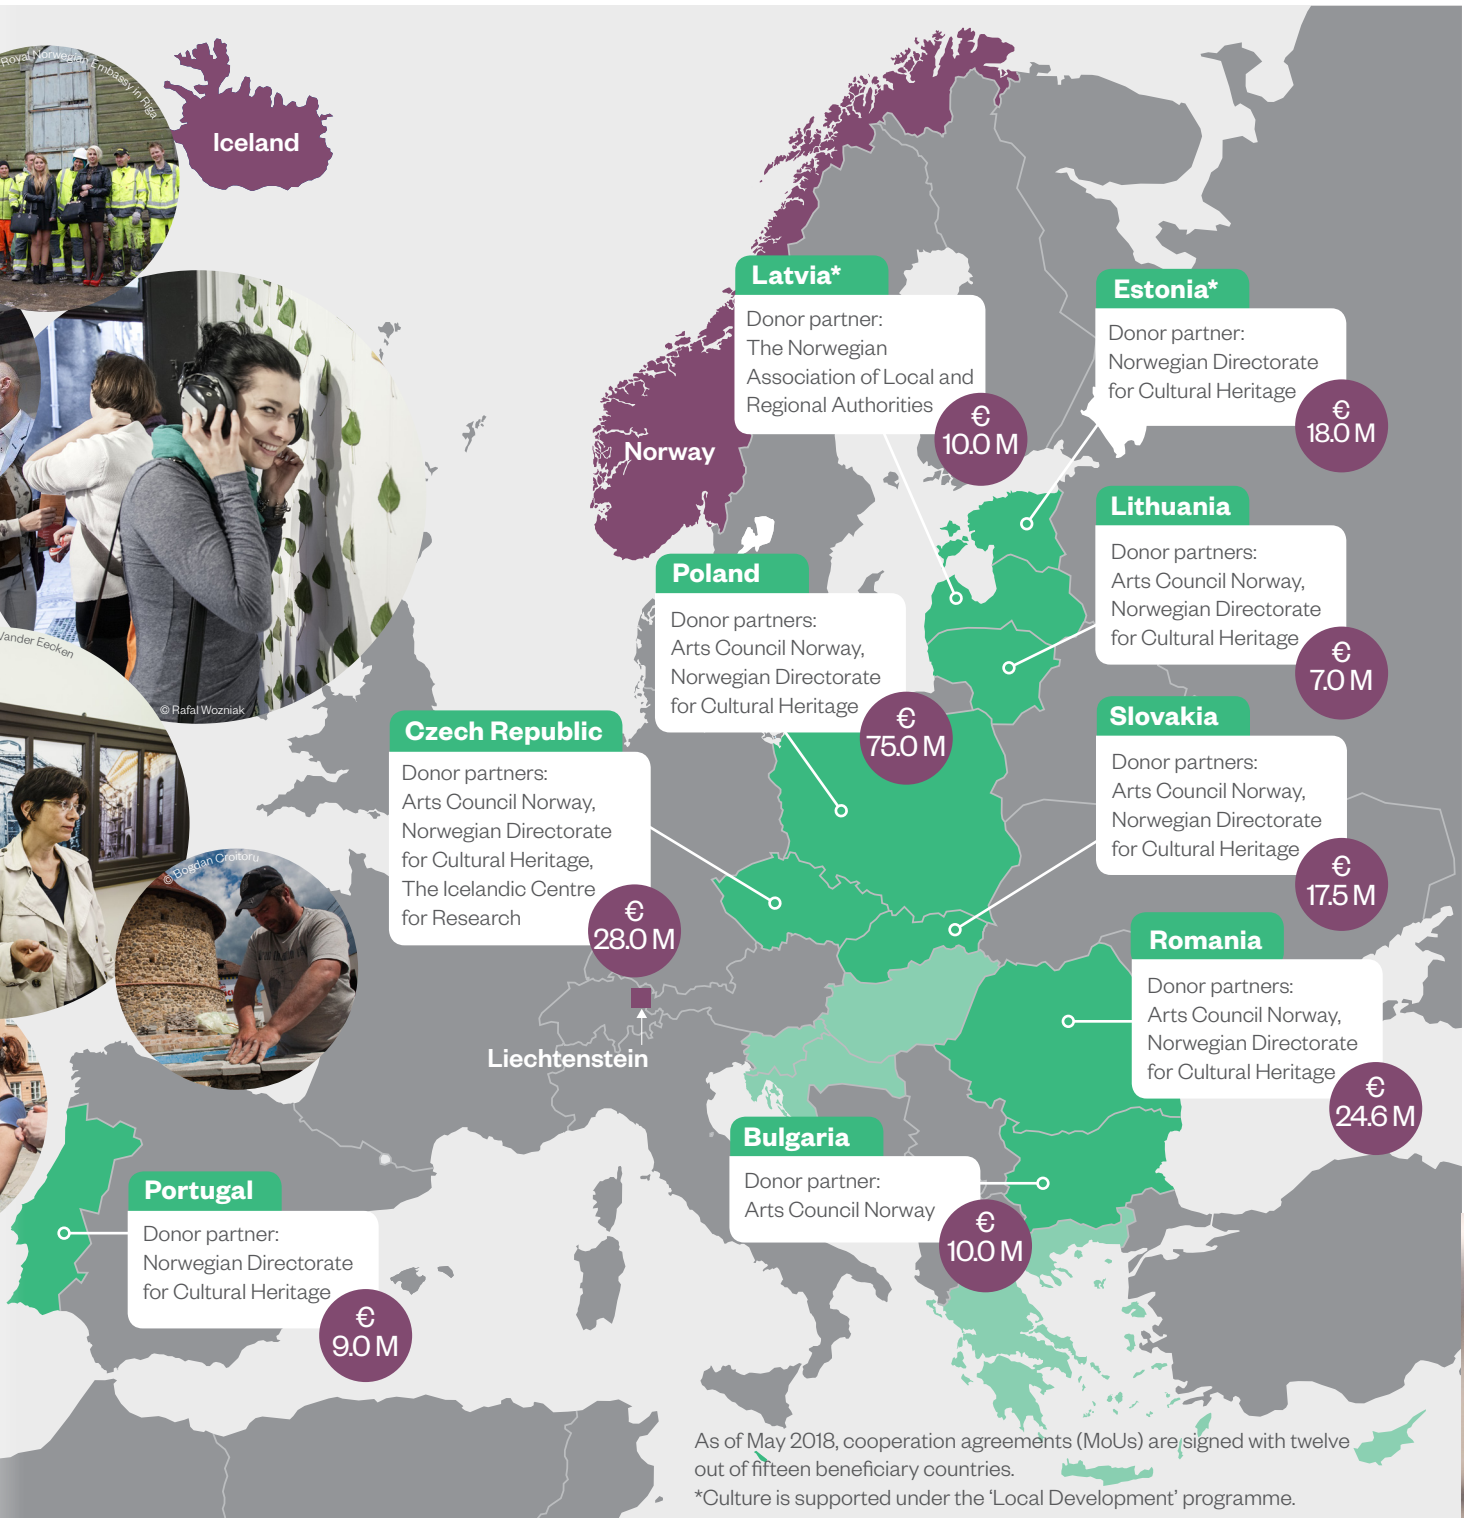 Royal Norwegian Embassy in Riga
Iceland
Latvia*
Donor partner:
The Norwegian
Association of Local and
Regional Authorities
€
10.0 M
Estonia*
Donor partner:
Norwegian Directorate
for Cultural Heritage
€
18.0 M
Norway
Lithuania
Donor partners:
Arts Council Norway,
Norwegian Directorate
for Cultural Heritage
€
7.0 M
Poland
Donor partners:
Arts Council Norway,
Norwegian Directorate
for Cultural Heritage
€
75.0 M
Vander Eecken
© Rafal Wozniak
Czech Republic
Donor partners:
Arts Council Norway,
Norwegian Directorate
for Cultural Heritage,
The Icelandic Centre
for Research
€
28.0 M
Slovakia
Donor partners:
Arts Council Norway,
Norwegian Directorate
for Cultural Heritage
€
17.5 M
© Bogdan Croitoru
Romania
Donor partners:
Arts Council Norway,
Norwegian Directorate
for Cultural Heritage
€
24.6 M
Liechtenstein
Bulgaria
Donor partner:
Arts Council Norway
€
10.0 M
Portugal
Donor partner:
Norwegian Directorate
for Cultural Heritage
€
9.0 M
As of May 2018, cooperation agreements (MoUs) are signed with twelve
out of fifteen beneficiary countries.
*Culture is supported under the ‘Local Development’ programme.